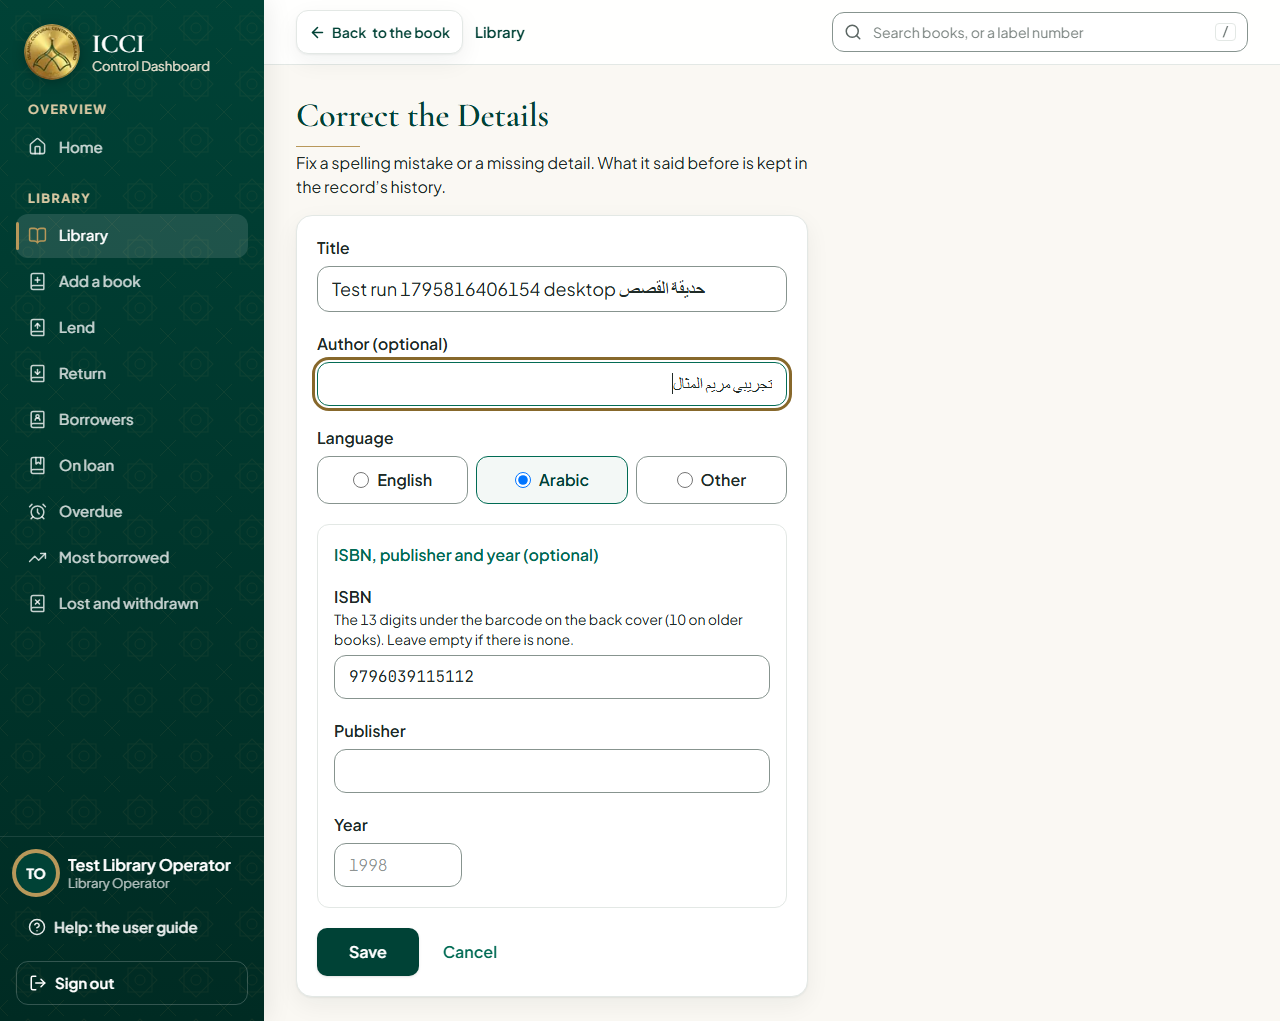 ICCI
Control Dashboard
OVERVIEW
Home
LIBRARY
Library
Add a book
Lend
Return
Borrowers
On loan
Overdue
Most borrowed
Lost and withdrawn
TO
Test Library Operator
Library Operator
Help: the user guide
Sign out
Back to the book
Library
Search books, or a label number
/
Correct the Details
Fix a spelling mistake or a missing detail. What it said before is kept in
the record's history.
Title
Test run 1795816406154 desktop حديقة القصص
Author (optional)
تجريبي مريم المثال
Language
English
Arabic
Other
ISBN, publisher and year (optional)
ISBN
The 13 digits under the barcode on the back cover (10 on older
books). Leave empty if there is none.
9796039115112
Publisher
Year
1998
Save
Cancel